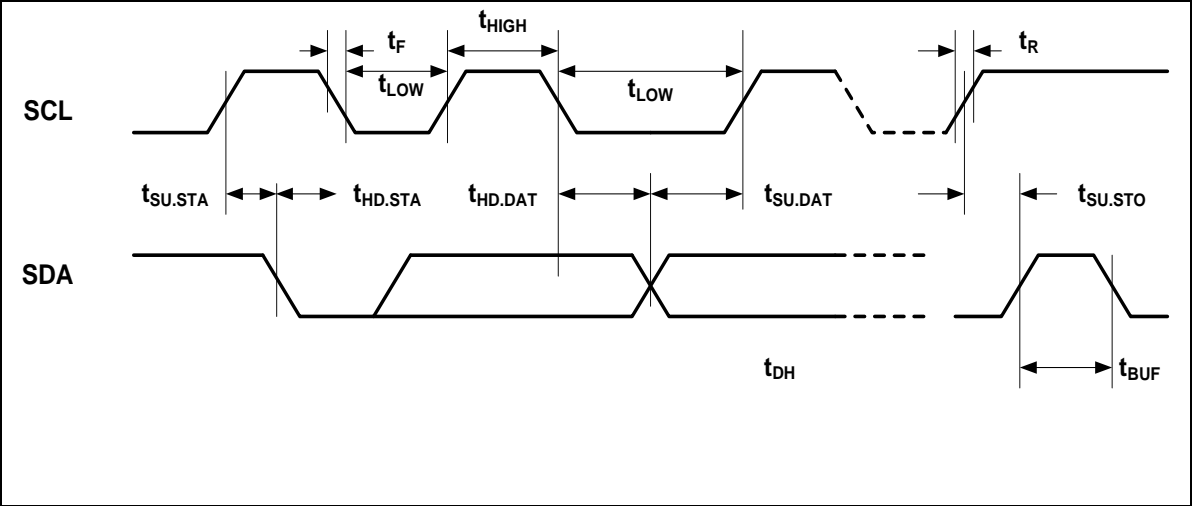 tHIGH
tF
tR
tLOW
tLOW
SCL
tSU.STA
tHD.STA
tHD.DAT
tSU.DAT
tSU.STO
SDA
tDH
tBUF